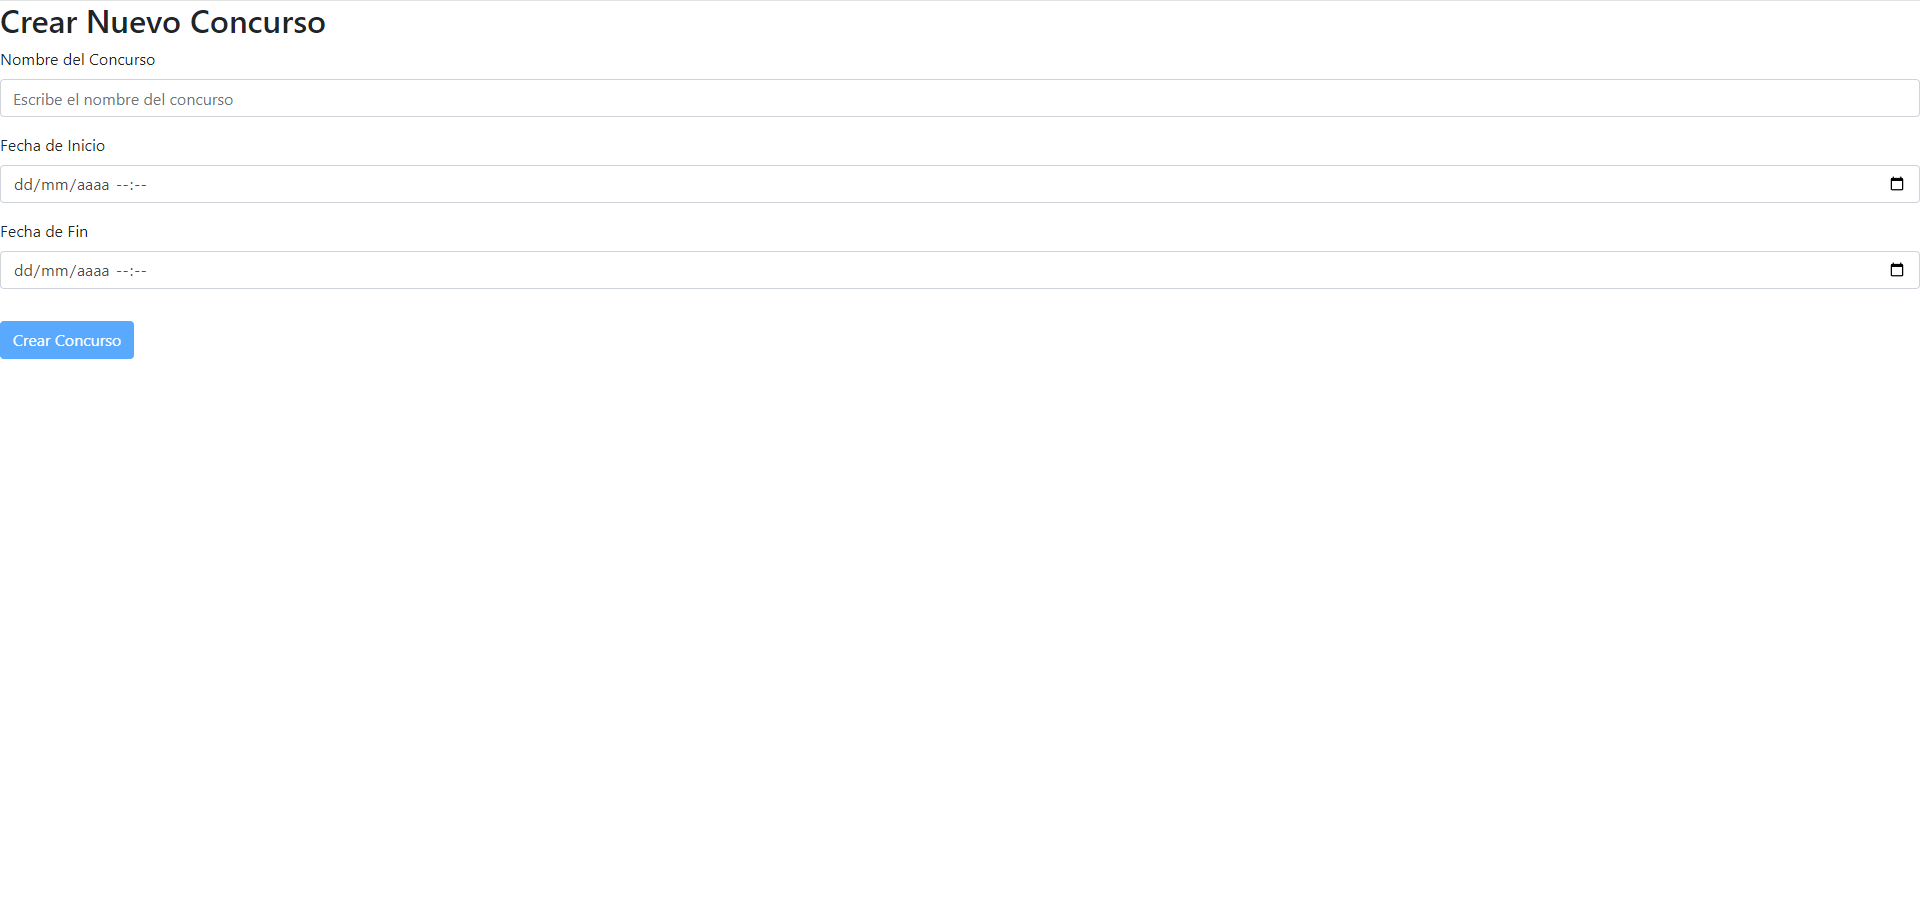 Crear Nuevo Concurso
Nombre del Concurso
Escribe el nombre del concurso
Fecha de Inicio
dd/mm/aaaa --:--
Fecha de Fin
dd/mm/aaaa --:--
Crear Concurso